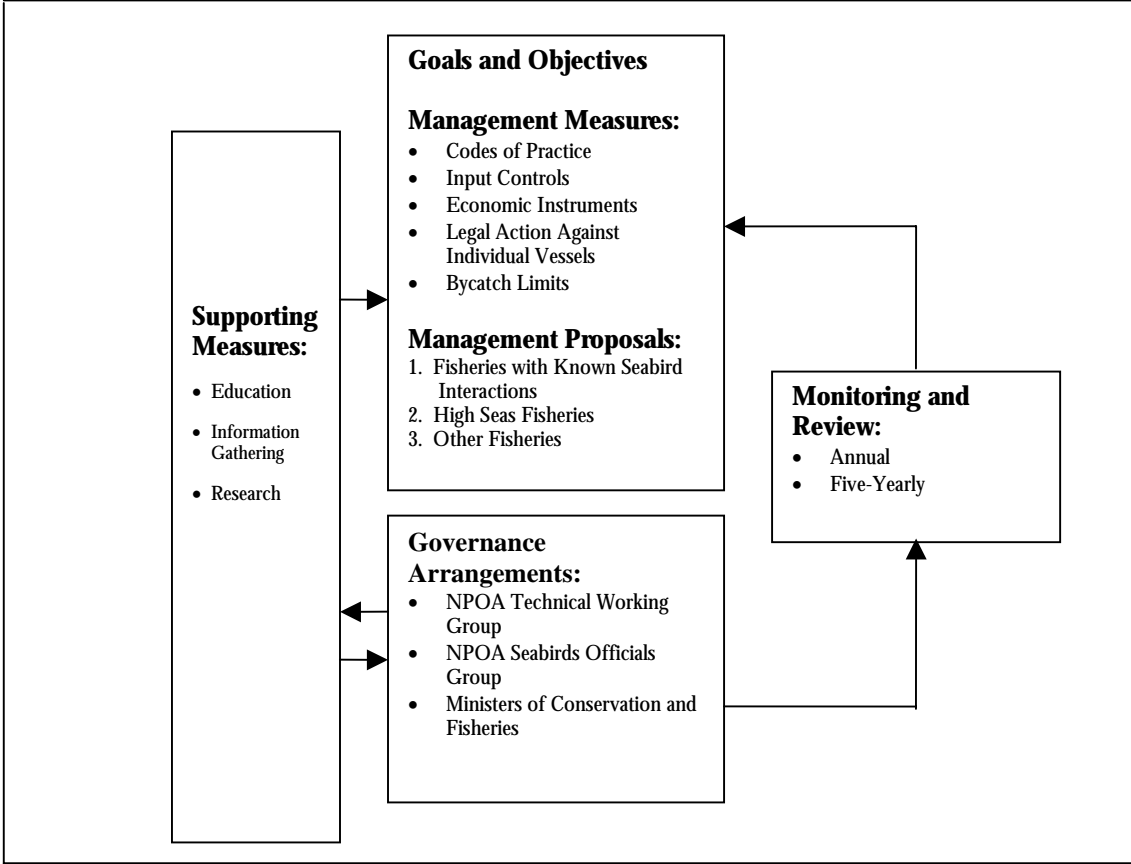 Goals and Objectives
Management Measures:
• Codes of Practice
• Input Controls
• Economic Instruments
• Legal Action Against
Individual Vessels
• Bycatch Limits
Management Proposals:
1. Fisheries with Known Seabird
Interactions
2. High Seas Fisheries
3. Other Fisheries
Supporting
Measures:
• Education
• Information
Gathering
• Research
Monitoring and
Review:
• Annual
• Five-Yearly
Governance
Arrangements:
• NPOA Technical Working
Group
• NPOA Seabirds Officials
Group
• Ministers of Conservation and
Fisheries